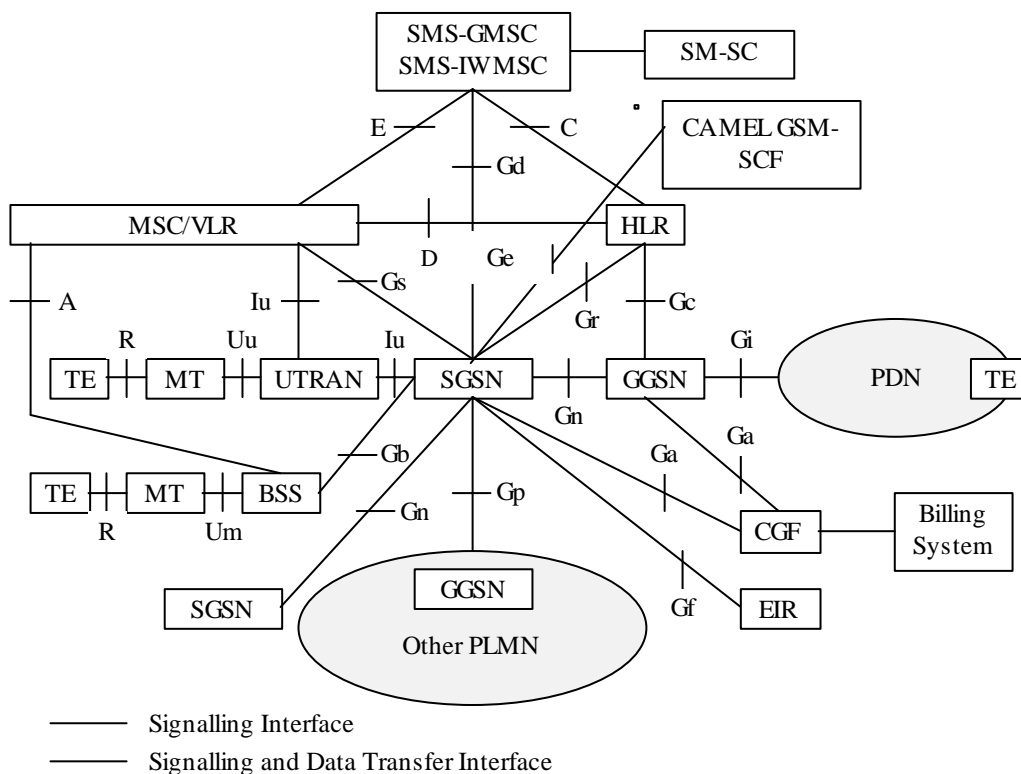 SMS-GMSC
SMS-IWMSC
SM-SC
CAMEL GSM-
SCF
E
C
Gd
MSC/VLR
HLR
D
Ge
A
Iu
Gs
Gr
Gc
R
Uu
Iu
Gi
TE
MT
UTRAN
SGSN
GGSN
PDN
TE
Gn
Gb
Ga
Ga
TE
MT
BSS
Gp
Gn
R
Um
CGF
Billing
System
SGSN
GGSN
Gf
EIR
Other PLMN
Signalling Interface
Signalling and Data Transfer Interface